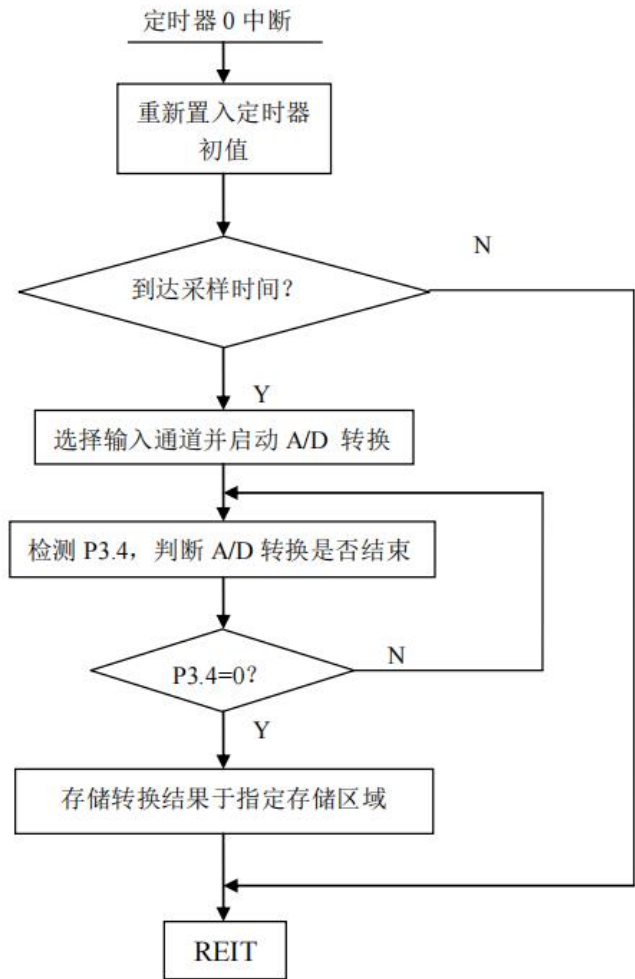 定时器 0 中断
重新置入定时器
初值
N
到达采样时间？
Y
选择输入通道并启动 A/D 转换
检测 P3.4，判断 A/D 转换是否结束
N
P3.4=0？
Y
存储转换结果于指定存储区域
REIT